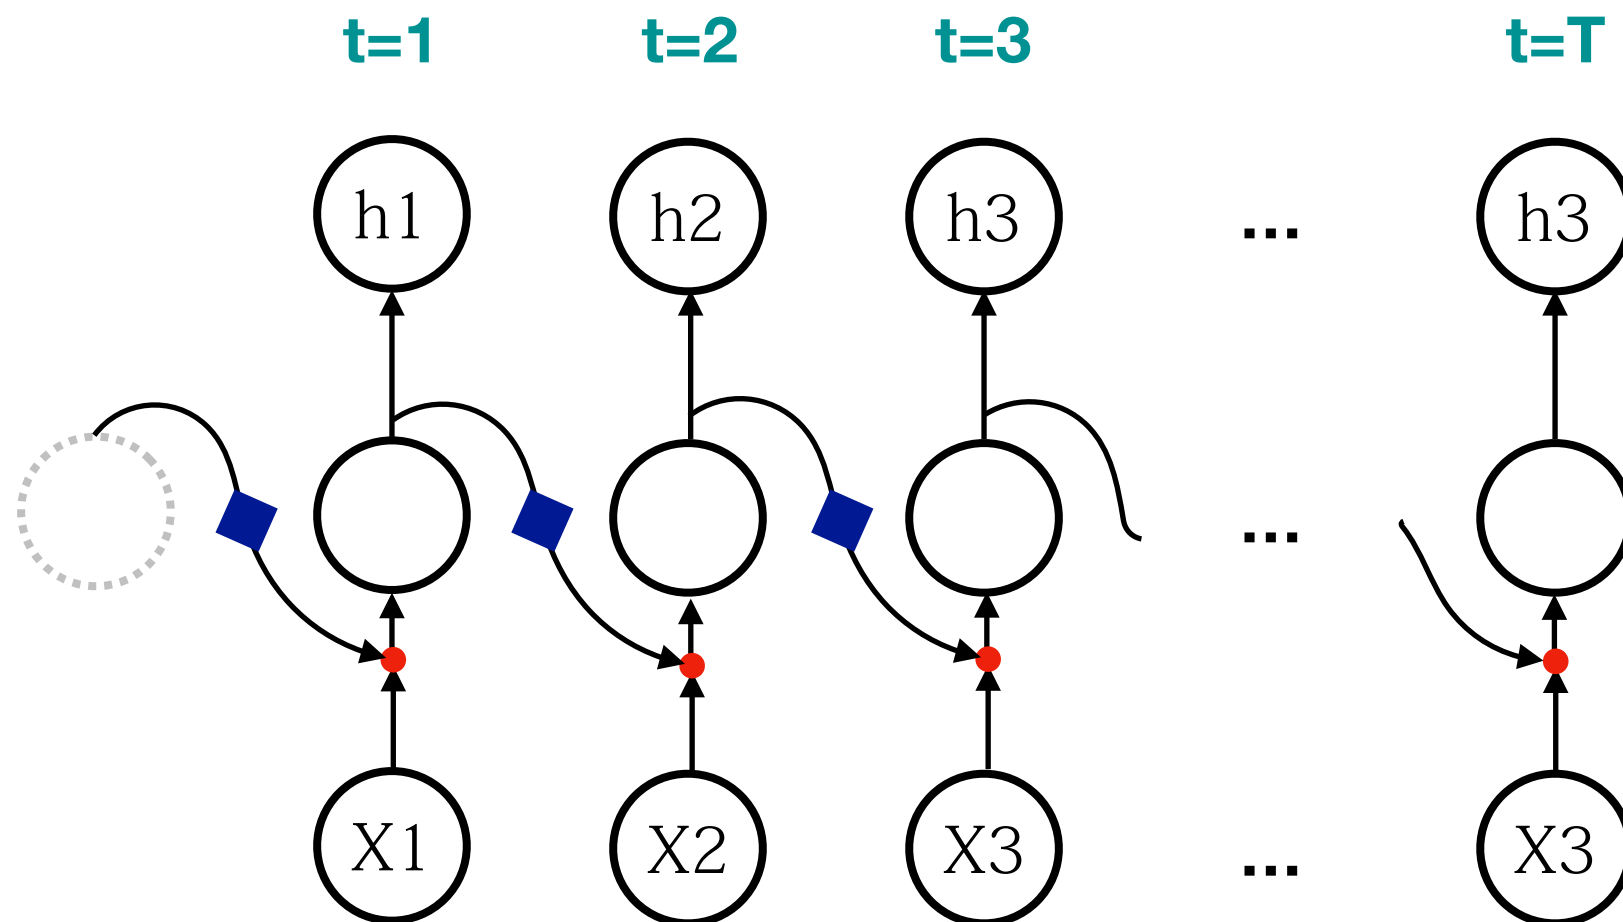 t=1 t=2 t=3 t=T
h1 h2 h3 ... h3
...
X1 X2 X3 ... X3